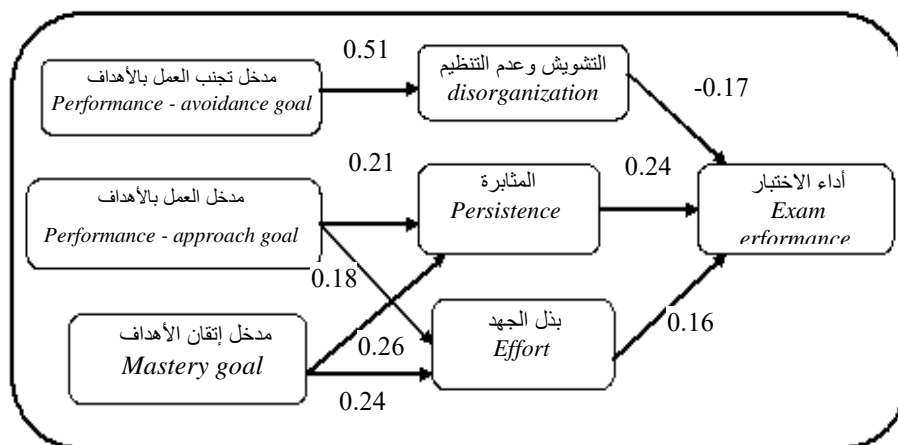 0.51
مدخل تجنب العمل بالأهداف
Performance - avoidance goal
التشويش وعدم التنظيم
disorganization
-0.17
0.21
0.24
مدخل العمل بالأهداف
Performance - approach goal
المثابرة
Persistence
أداء الاختبار
Exam
erformance
0.18
مدخل إتقان الأهداف
Mastery goal
0.26
بذل الجهد
Effort
0.16
0.24